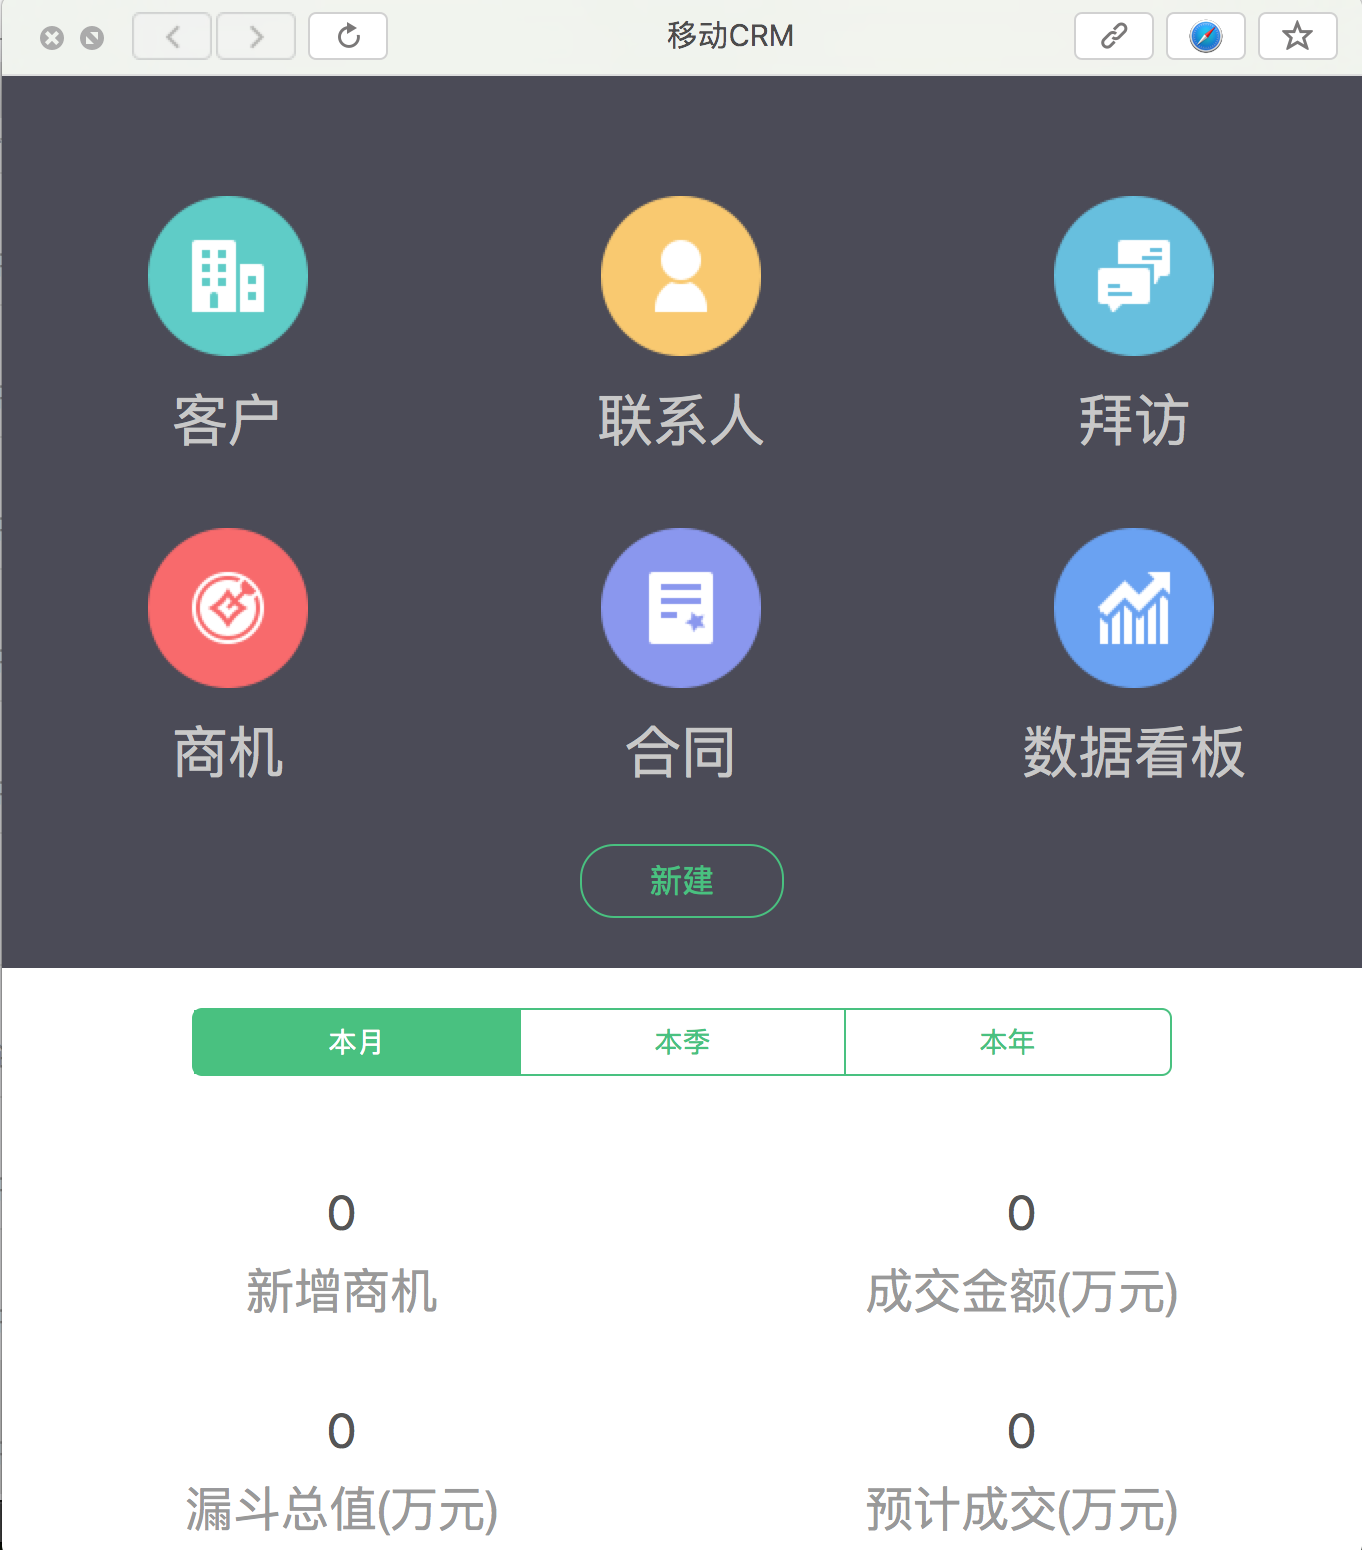 移动CRM
客户 联系人 拜访
商机 合同 数据看板
新建
本月 本季 本年
0 0
新增商机 成交金额(万元)
0 0
漏斗总值(万元) 预计成交(万元)